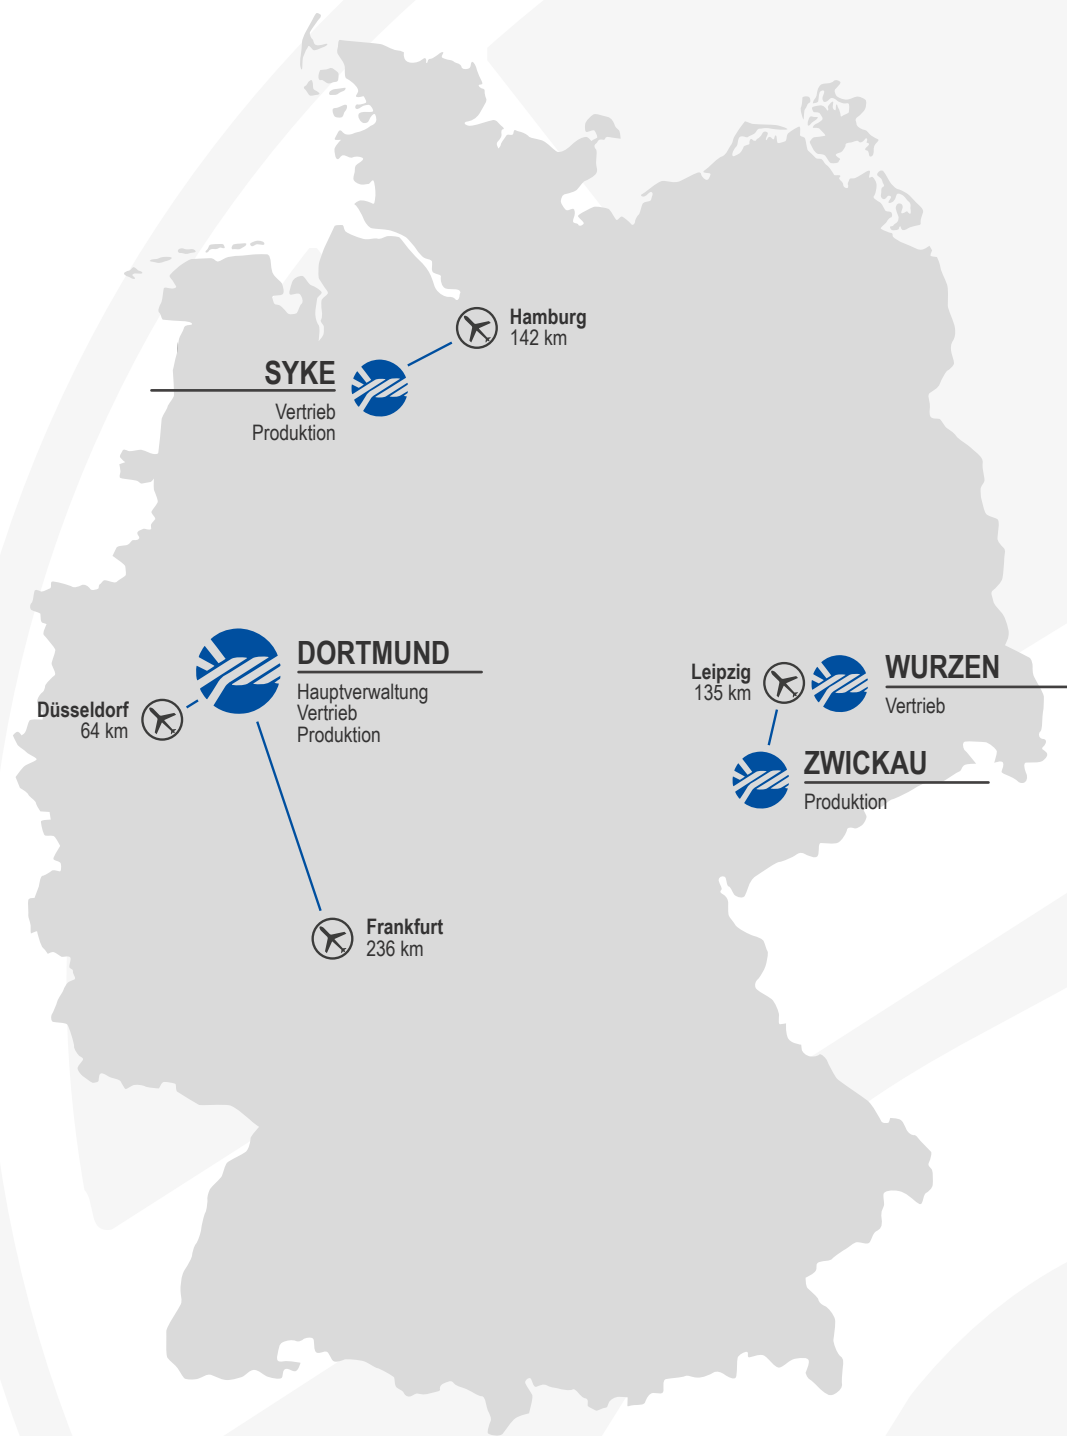 Hamburg
142 km
SYKE
Vertrieb
Produktion
DORTMUND
Hauptverwaltung
Vertrieb
Produktion
Düsseldorf
64 km
Leipzig
135 km
WURZEN
Vertrieb
ZWICKAU
Produktion
Frankfurt
236 km